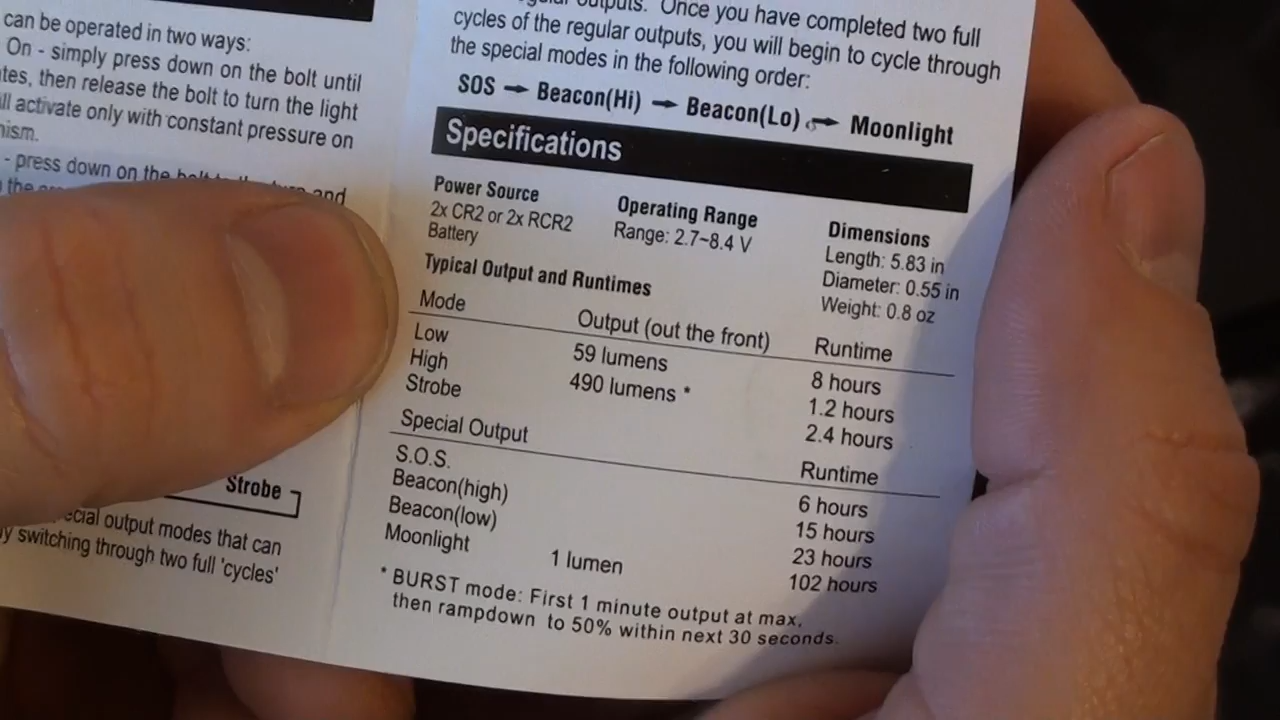 can be operated in two ways:
On - simply press down on the bolt until
then release the bolt to turn the light
activate only with constant pressure on
- press down on the bolt
and
Strobe
output modes that can
switching through two full 'cycles'
outputs. Once you have completed two full
cycles of the regular outputs, you will begin to cycle through
the special modes in the following order:
SOS → Beacon(Hi) → Beacon(Lo) → Moonlight
Specifications
Power Source
2x CR2 or 2x RCR2
Battery
Operating Range
Range: 2.7~8.4 V
Dimensions
Length: 5.83 in
Diameter: 0.55 in
Weight: 0.8 oz
Typical Output and Runtimes
Mode Output (out the front) Runtime
Low 59 lumens 8 hours
High 490 lumens * 1.2 hours
Strobe 2.4 hours
Special Output Runtime
S.O.S. 6 hours
Beacon(high) 15 hours
Beacon(low) 23 hours
Moonlight 1 lumen 102 hours
* BURST mode: First 1 minute output at max,
then rampdown to 50% within next 30 seconds.